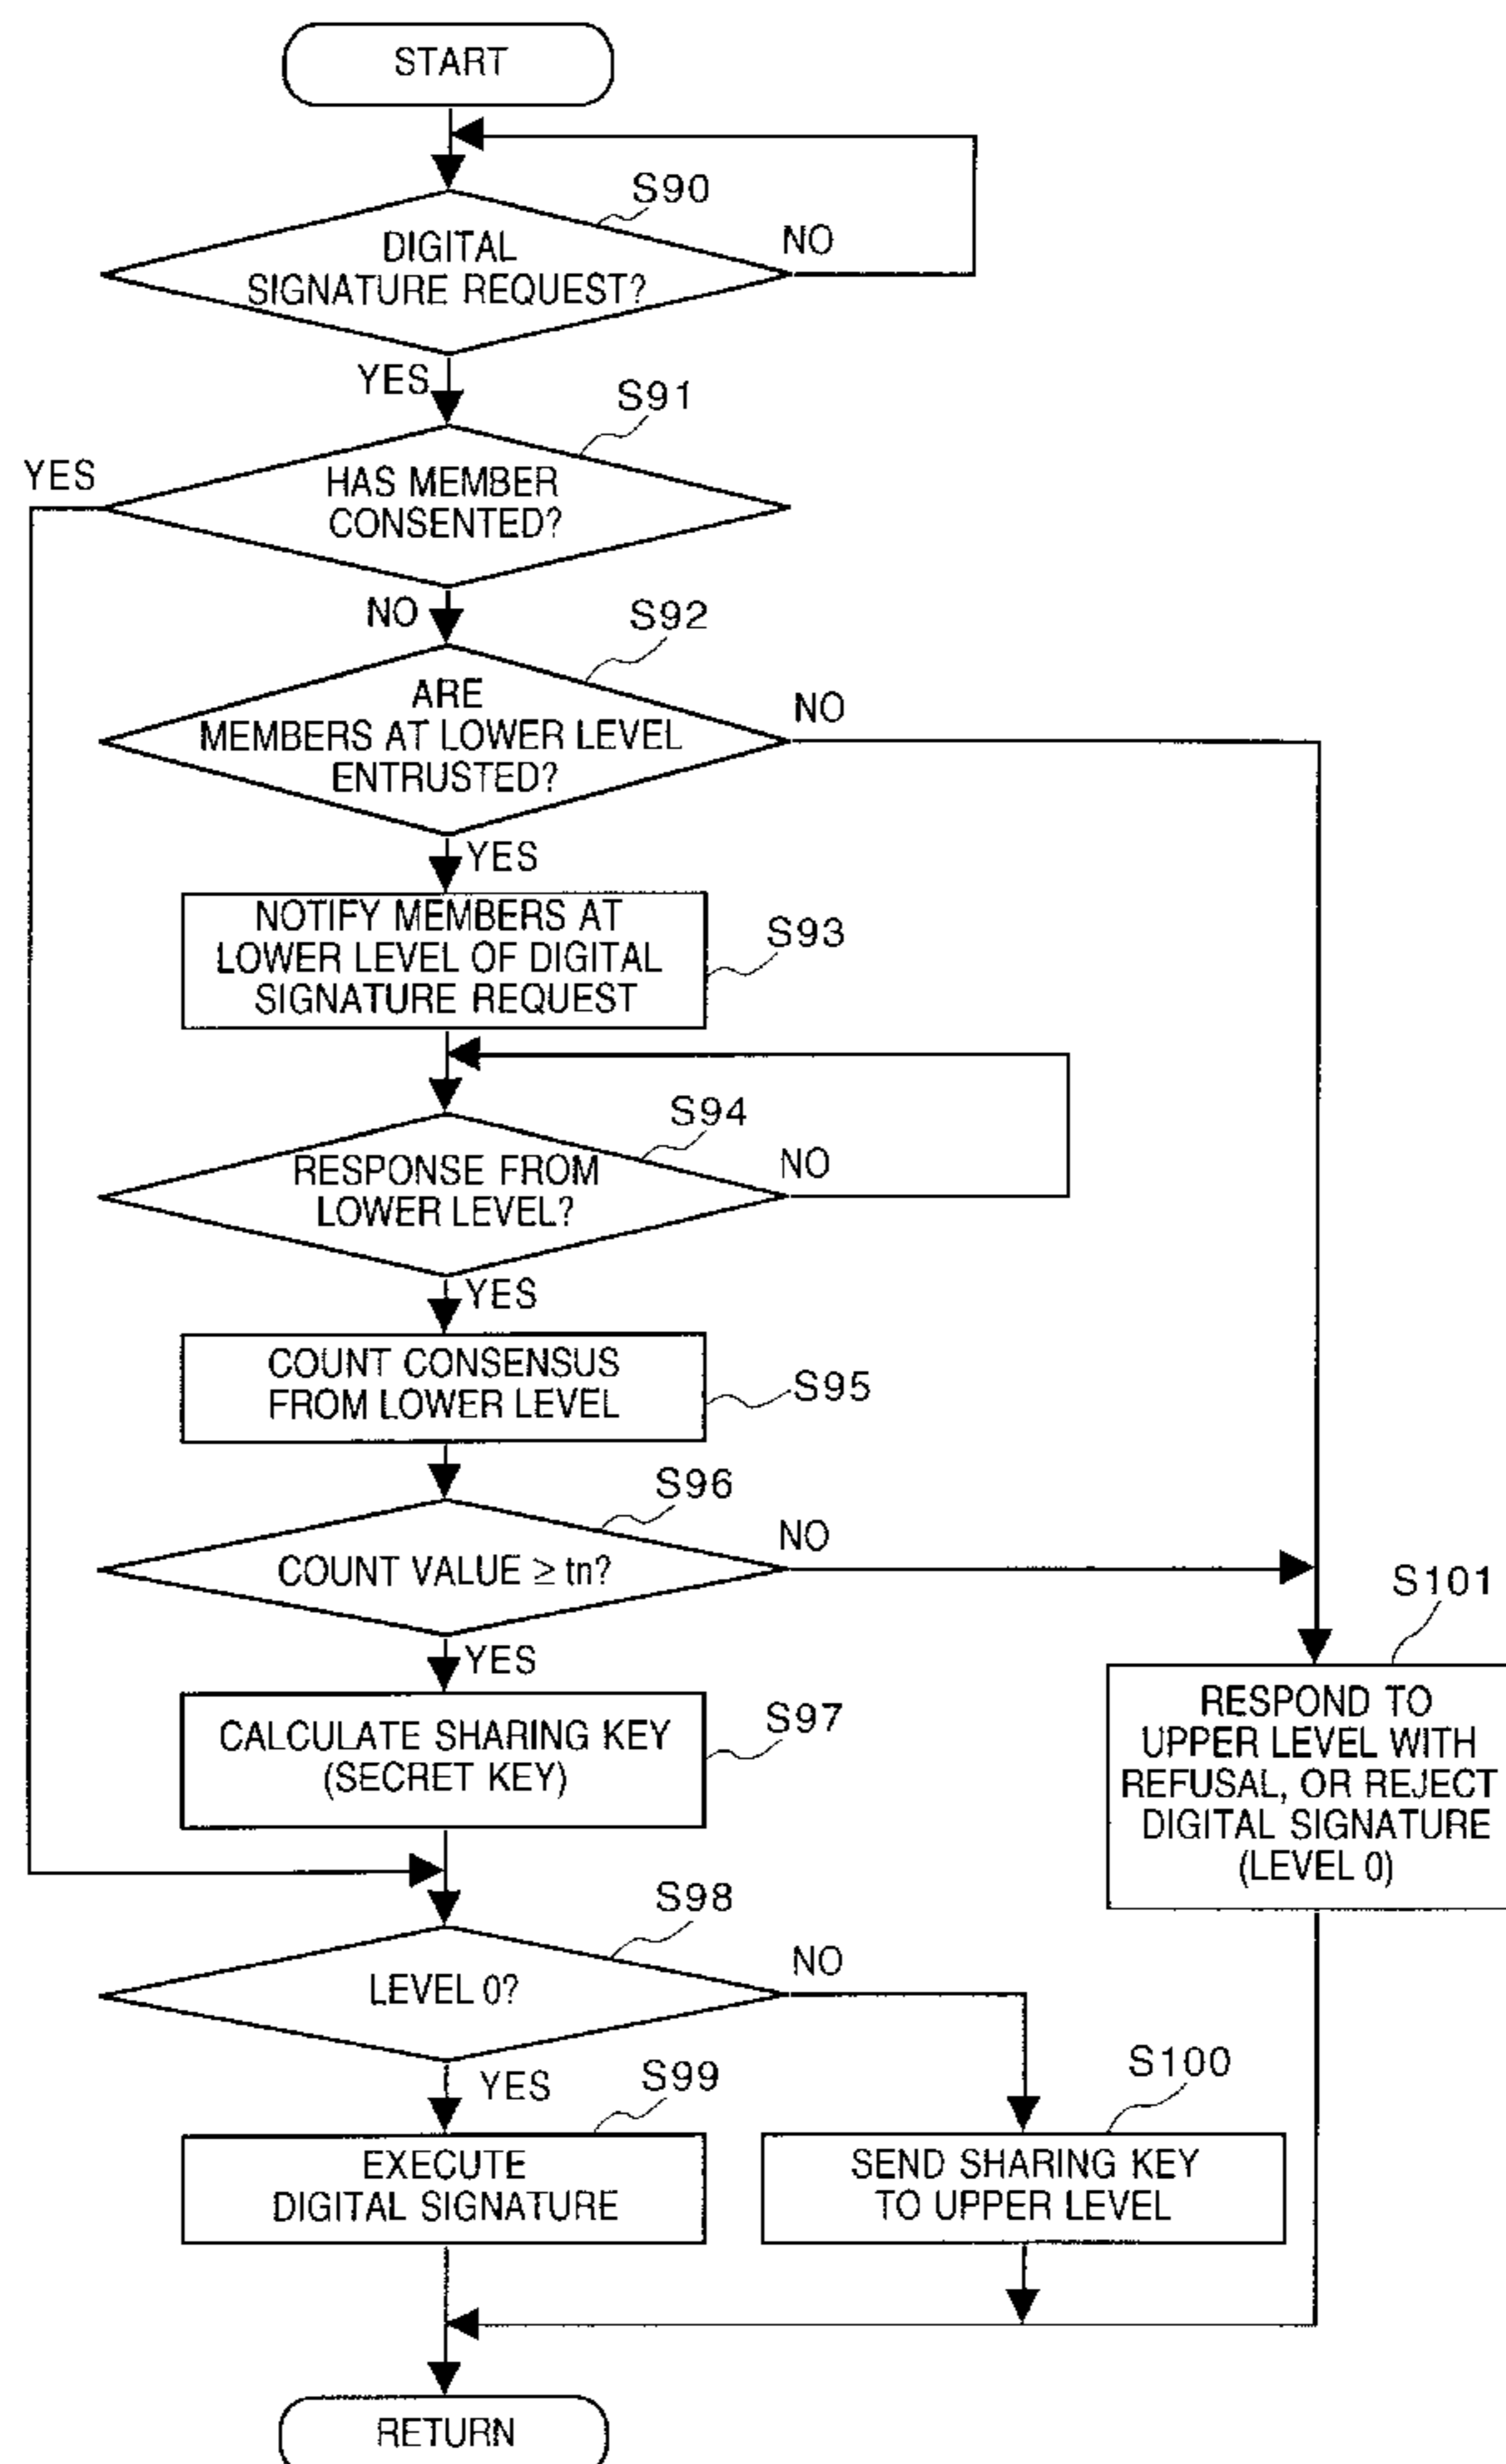 START
S90
DIGITAL
SIGNATURE REQUEST?
NO
YES
S91
YES
HAS MEMBER
CONSENTED?
NO
S92
ARE
MEMBERS AT LOWER LEVEL
ENTRUSTED?
NO
YES
NOTIFY MEMBERS AT
LOWER LEVEL OF DIGITAL
SIGNATURE REQUEST
S93
S94
RESPONSE FROM
LOWER LEVEL?
NO
YES
COUNT CONSENSUS
FROM LOWER LEVEL
S95
S96
COUNT VALUE ≥ tn?
NO
YES
CALCULATE SHARING KEY
(SECRET KEY)
S97
S101
RESPOND TO
UPPER LEVEL WITH
REFUSAL, OR REJECT
DIGITAL SIGNATURE
(LEVEL 0)
S98
LEVEL 0?
NO
YES
S99
EXECUTE
DIGITAL SIGNATURE
S100
SEND SHARING KEY
TO UPPER LEVEL
RETURN